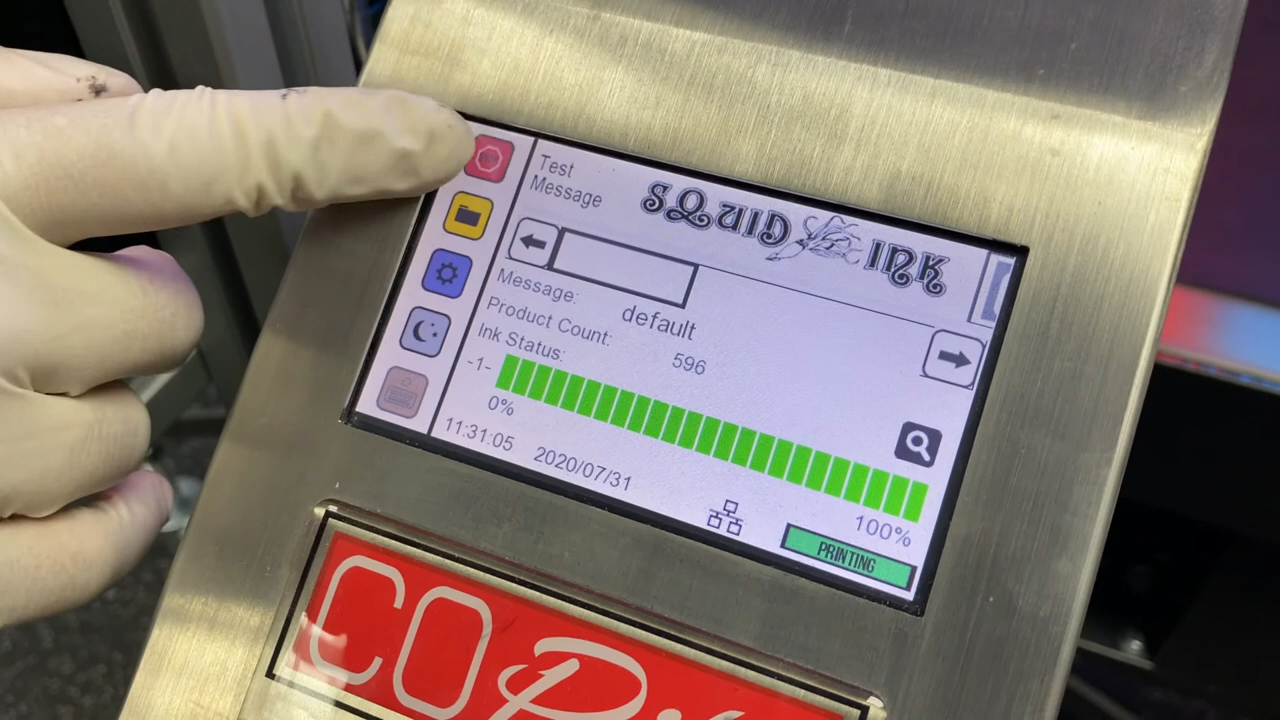 Test
Message
SQUID INK
Message:
default
Product Count:
596
Ink Status:
-1-
0%
100%
11:31:05
2020/07/31
PRINTING